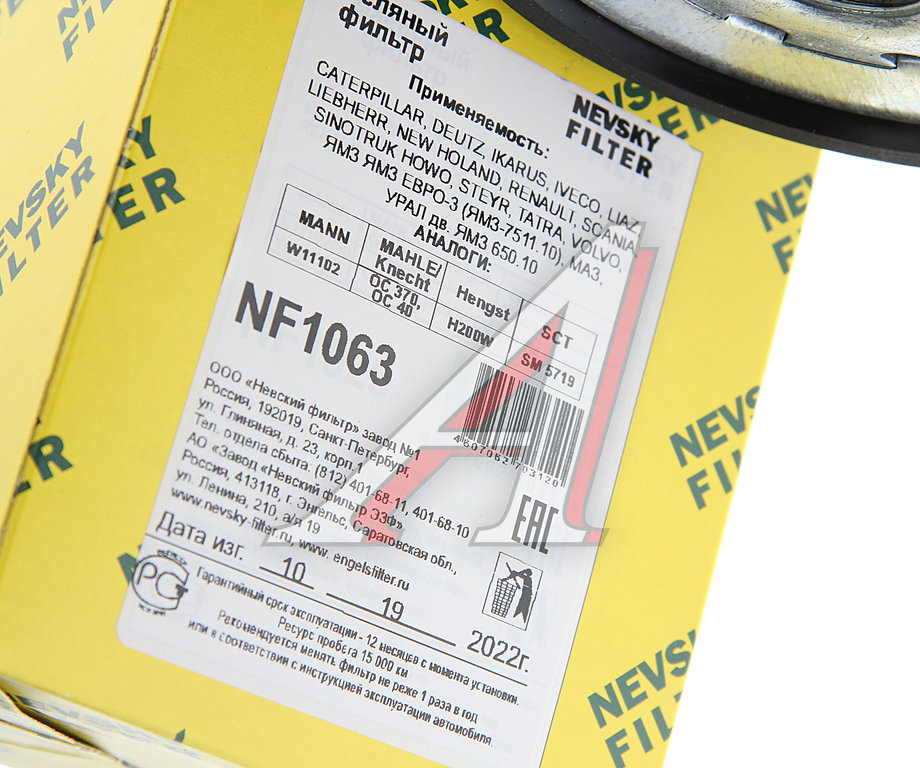 сляный
фильтр
NEVSKY
FILTER
Применяемость:
CATERPILLAR, DEUTZ, IKARUS, IVECO, LIAZ
LIEBHERR, NEW HOLAND, RENAULT, SCANIA,
SINOTRUK HOWO, STEYR, TATRA, VOLVO,
ЯМЗ ЯМЗ ЕВРО-3 (ЯМЗ-7511.10), МАЗ,
УРАЛ дв. ЯМЗ 650.10
АНАЛОГИ:
MANN MAHLE/ Knecht Hengst SCT
W11102 OC 370, OC 40 H200W SM 5719
NF1063
4607062703120
ООО «Невский фильтр» завод №1
Россия, 192019, Санкт-Петербург,
ул. Глиняная, д. 23, корп.1
Тел. отдела сбыта: (812) 401-68-11, 401-68-10
АО «Завод «Невский фильтр ЭЗФ»
Россия, 413118, г. Энгельс, Саратовская обл.,
ул. Ленина, 210, а/я 19
www.nevsky-filter.ru, www. engelsfilter.ru
EAC
Дата изг. 10 19 2022г.
PG
Гарантийный срок эксплуатации - 12 месяцев с момента установки.
Ресурс пробега 15 000 км
Рекомендуется менять фильтр не реже 1 раза в год
или в соответствии с инструкцией эксплуатации автомобиля.
NEVSKY
FILTER
NEVSKY
FILTER
NEVSKY
FILTER